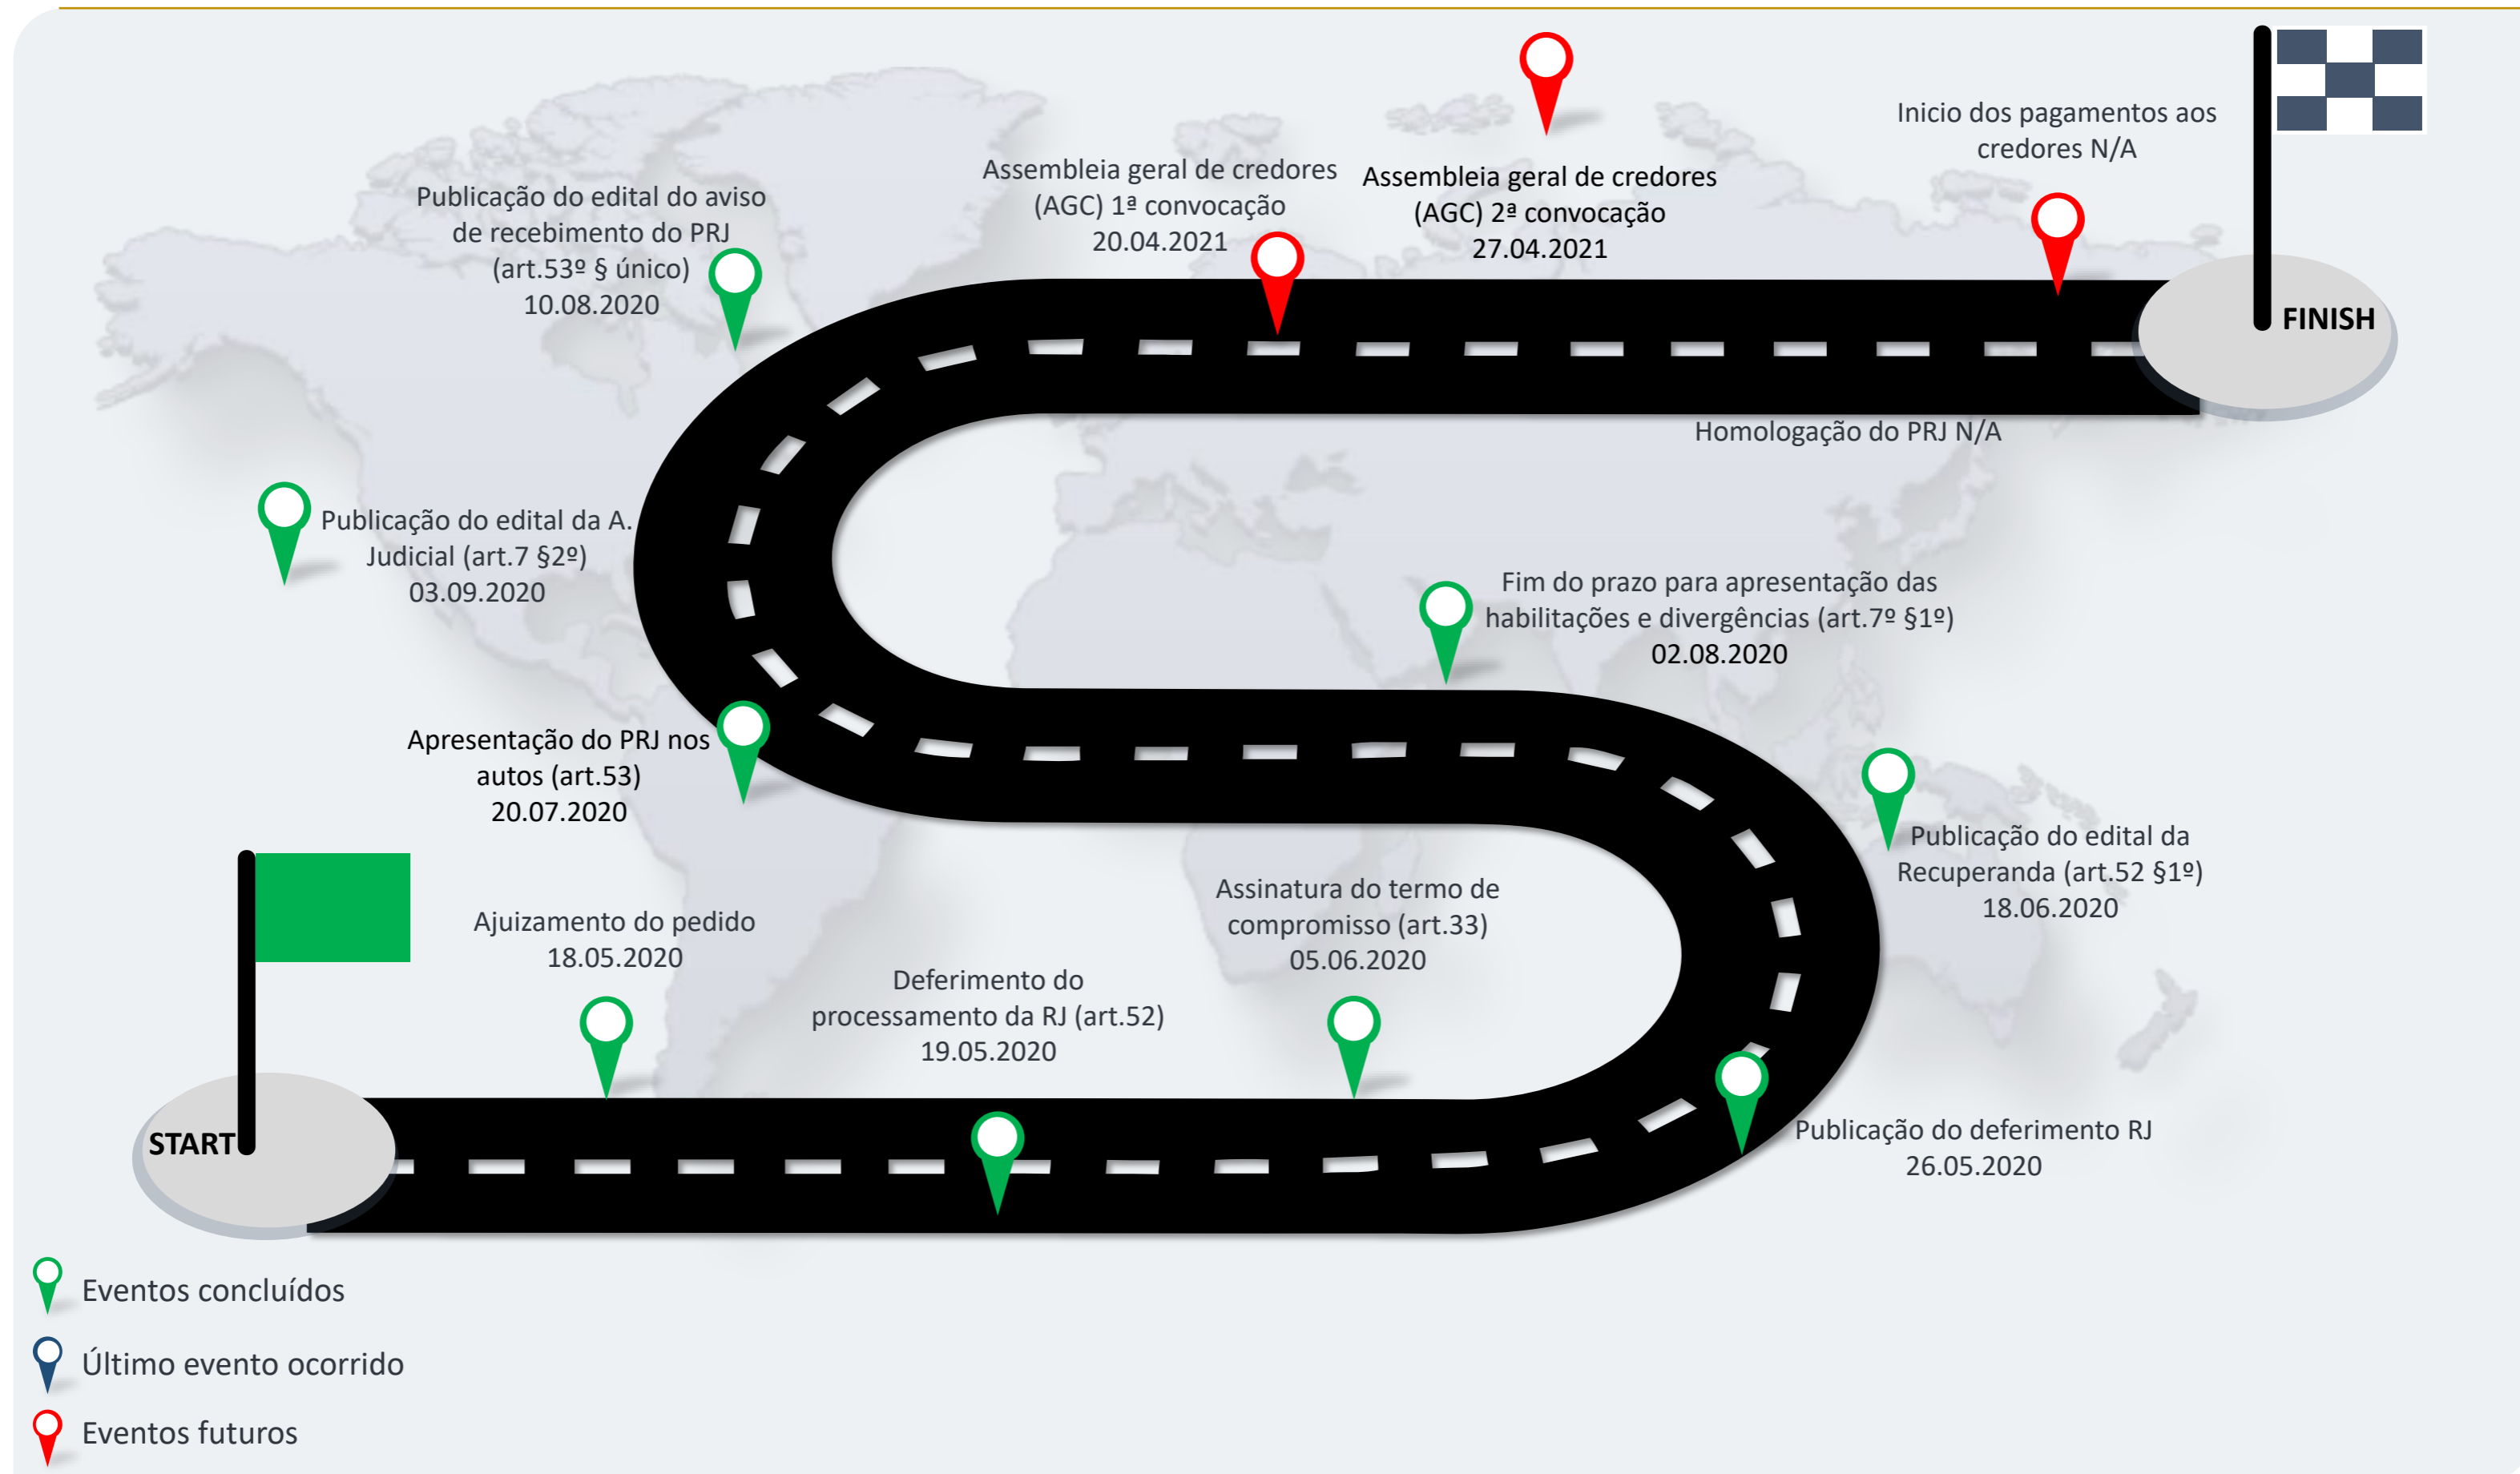 Inicio dos pagamentos aos
credores N/A
Assembleia geral de credores
(AGC) 1ª convocação
20.04.2021
Assembleia geral de credores
(AGC) 2ª convocação
27.04.2021
Publicação do edital do aviso
de recebimento do PRJ
(art.53º § único)
10.08.2020
FINISH
Homologação do PRJ N/A
Publicação do edital da A.
Judicial (art.7 §2º)
03.09.2020
Fim do prazo para apresentação das
habilitações e divergências (art.7º §1º)
02.08.2020
Apresentação do PRJ nos
autos (art.53)
20.07.2020
Publicação do edital da
Recuperanda (art.52 §1º)
18.06.2020
Assinatura do termo de
compromisso (art.33)
05.06.2020
Ajuizamento do pedido
18.05.2020
Deferimento do
processamento da RJ (art.52)
19.05.2020
START
Publicação do deferimento RJ
26.05.2020
Eventos concluídos
Último evento ocorrido
Eventos futuros